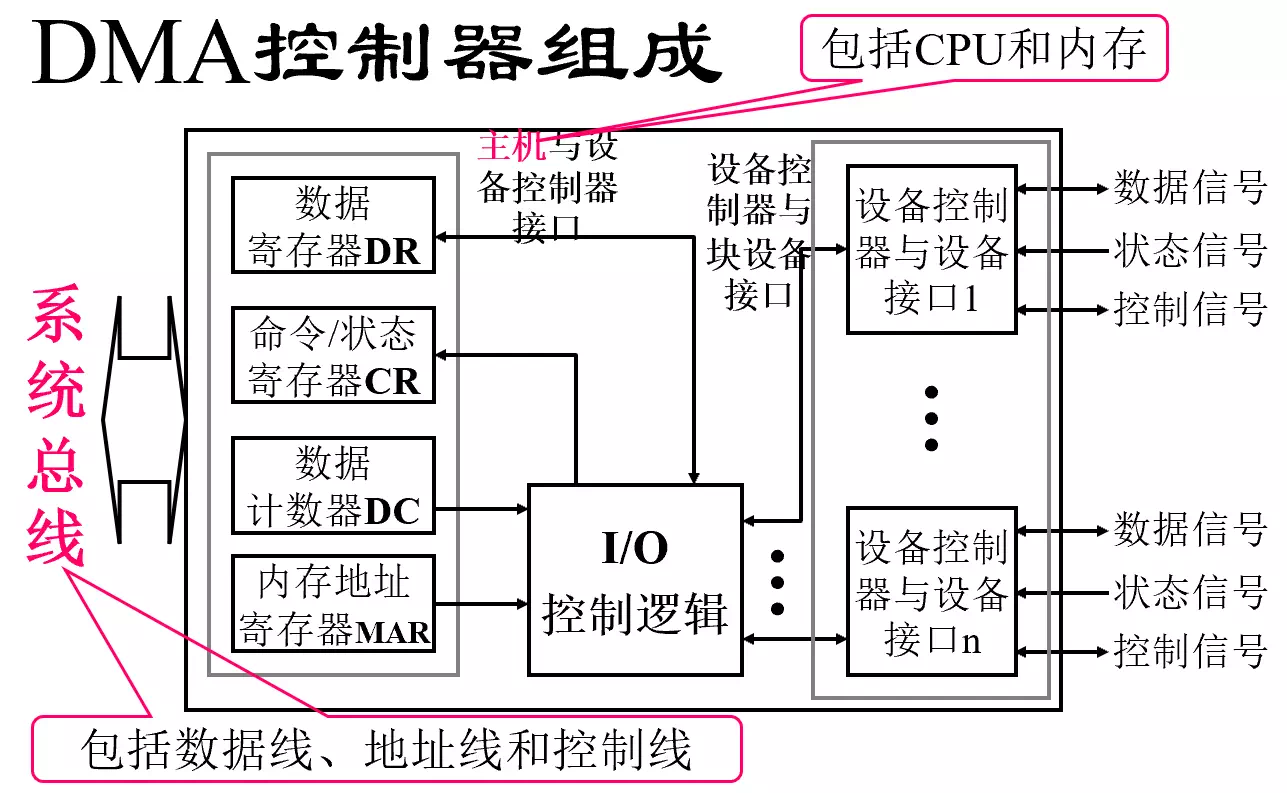 DMA控制器组成
包括CPU和内存
主机与设
备控制器
接口
数据
寄存器DR
命令/状态
寄存器CR
数据
计数器DC
内存地址
寄存器MAR
系
统
总
线
I/O
控制逻辑
设备控
制器与
块设备
接口
设备控制
器与设备
接口1
数据信号
状态信号
控制信号
设备控制
器与设备
接口n
数据信号
状态信号
控制信号
包括数据线、地址线和控制线